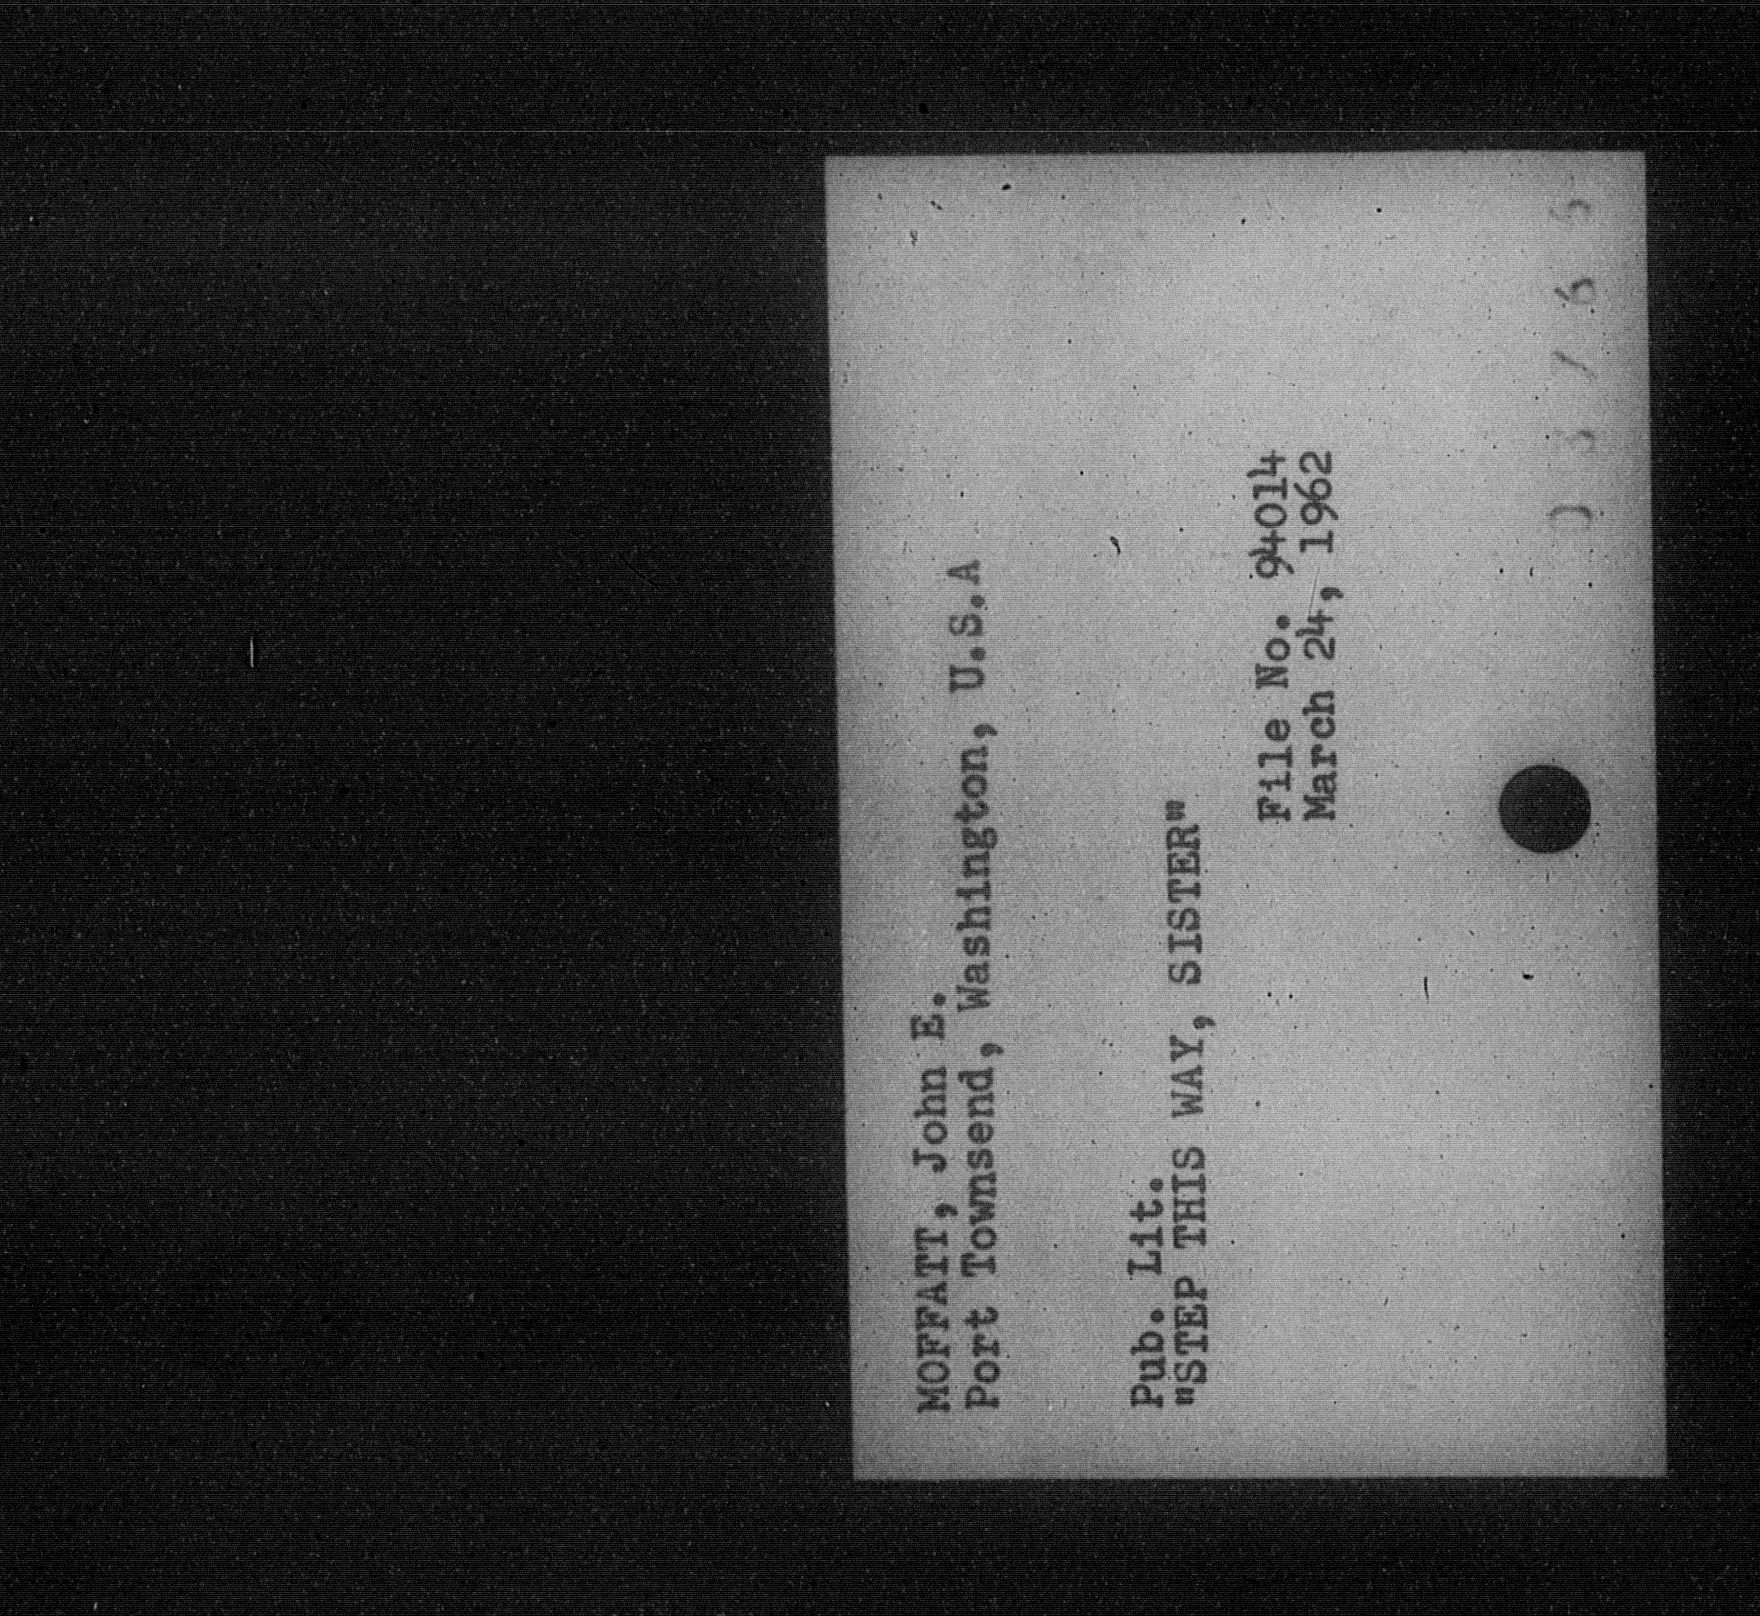 MOFFATT, John E.
Port Townsend, Washington, U.S.A
Pub. Lit.
"STEP THIS WAY, SISTER"
File No. 94014
March 24, 1962